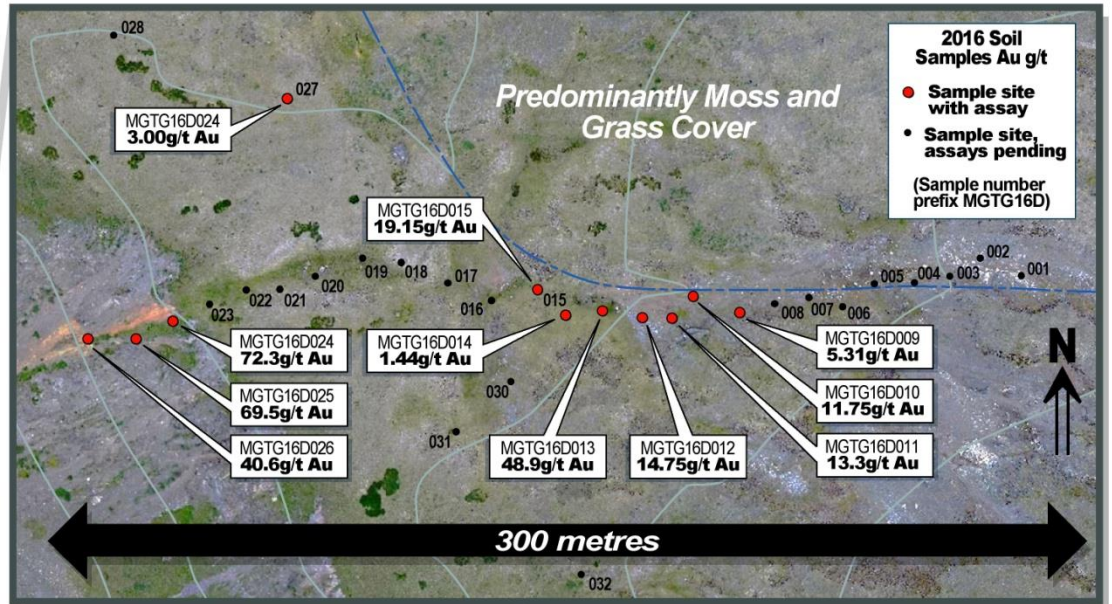 028
2016 Soil
Samples Au g/t
Sample site
with assay
Sample site,
assays pending
(Sample number
prefix MGTG16D)
027
MGTG16D024
3.00g/t Au
Predominantly Moss and
Grass Cover
MGTG16D015
19.15g/t Au
019
018
017
020
021
022
023
016
015
002
001
003
004
005
006
007
008
MGTG16D024
72.3g/t Au
MGTG16D025
69.5g/t Au
MGTG16D026
40.6g/t Au
MGTG16D014
1.44g/t Au
030
031
MGTG16D013
48.9g/t Au
MGTG16D012
14.75g/t Au
MGTG16D009
5.31g/t Au
MGTG16D010
11.75g/t Au
MGTG16D011
13.3g/t Au
N
300 metres
032